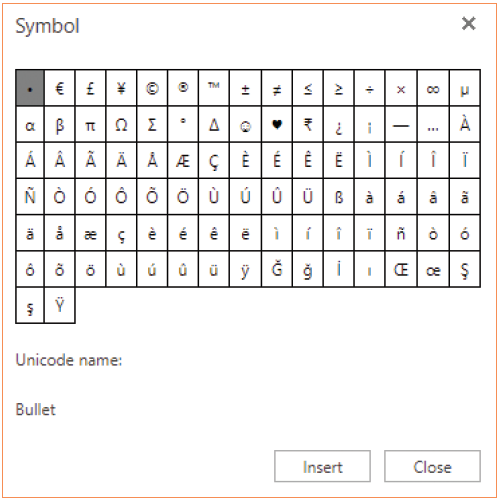 Symbol ×
• € £ ¥ © ® ™ ± ≠ ≤ ≥ ÷ × ∞ µ
α β π Ω Σ ° Δ ☺ ♥ ₹ ¿ ¡ — … À
Á Â Ã Ä Å Æ Ç È É Ê Ë Ì Í Î Ï
Ñ Ò Ó Ô Õ Ö Ù Ú Û Ü ß à á â ã
ä å æ ç è é ê ë ì í î ï ñ ò ó
ô õ ö ù ú û ü ÿ Ğ ğ İ ı Œ œ Ş
ş Ÿ
Unicode name:
Bullet
Insert Close